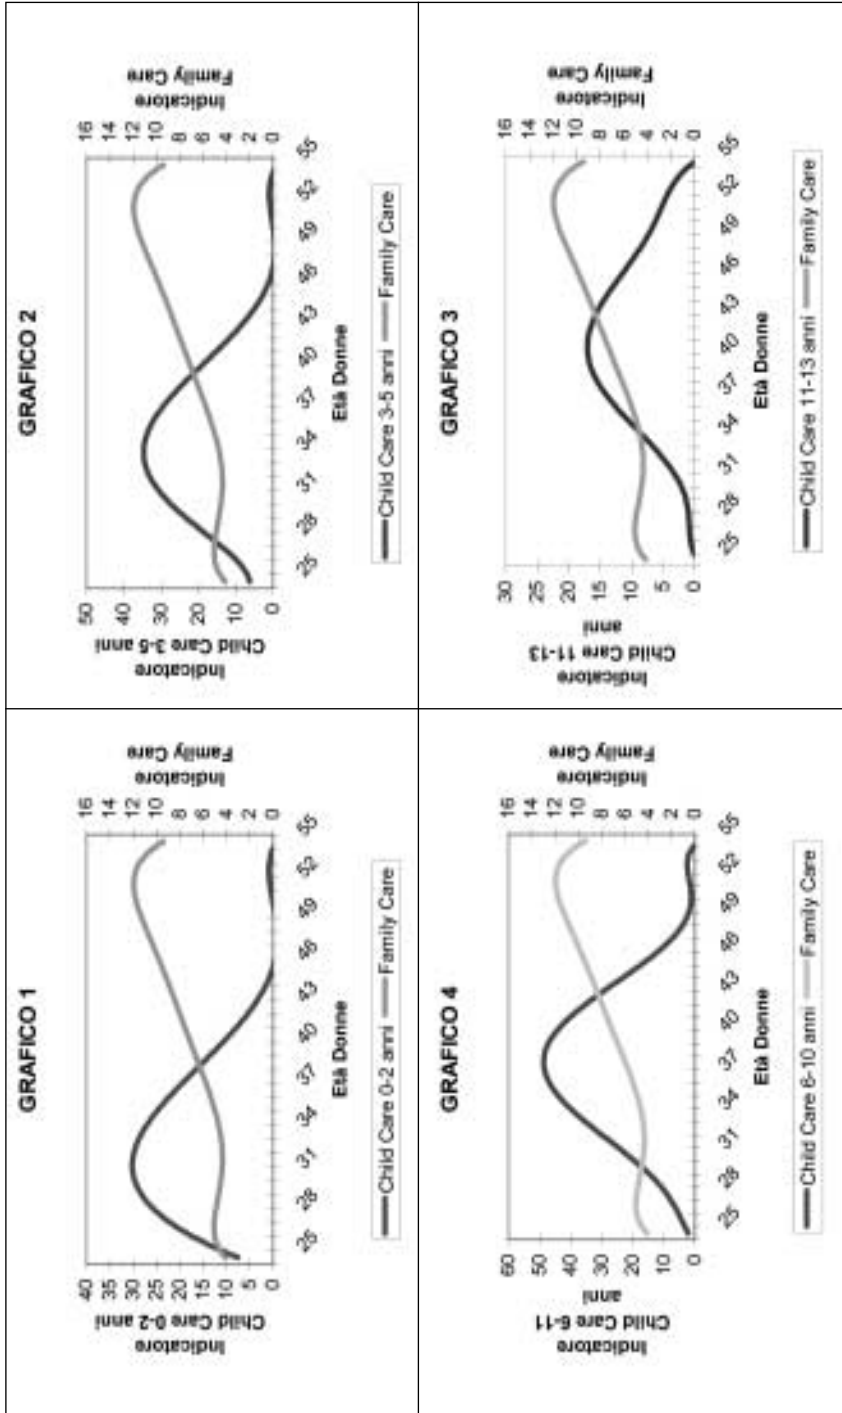 GRAFICO 1
Indicatore
Child Care 0-2 anni
40
35
30
25
20
15
10
5
0
25 28 31 34 37 40 43 46 49 52 55
Età Donne
16
14
12
10
8
6
4
2
0
Indicatore
Family Care
Child Care 0-2 anni Family Care
GRAFICO 2
Indicatore
Child Care 3-5 anni
50
40
30
20
10
0
25 28 31 34 37 40 43 46 49 52 55
Età Donne
16
14
12
10
8
6
4
2
0
Indicatore
Family Care
Child Care 3-5 anni Family Care
GRAFICO 4
Indicatore
Child Care 6-11
anni
60
50
40
30
20
10
0
25 28 31 34 37 40 43 46 49 52 55
Età Donne
16
14
12
10
8
6
4
2
0
Indicatore
Family Care
Child Care 6-10 anni Family Care
GRAFICO 3
Indicatore
Child Care 11-13
anni
30
25
20
15
10
5
0
25 28 31 34 37 40 43 46 49 52 55
Età Donne
16
14
12
10
8
6
4
2
0
Indicatore
Family Care
Child Care 11-13 anni Family Care